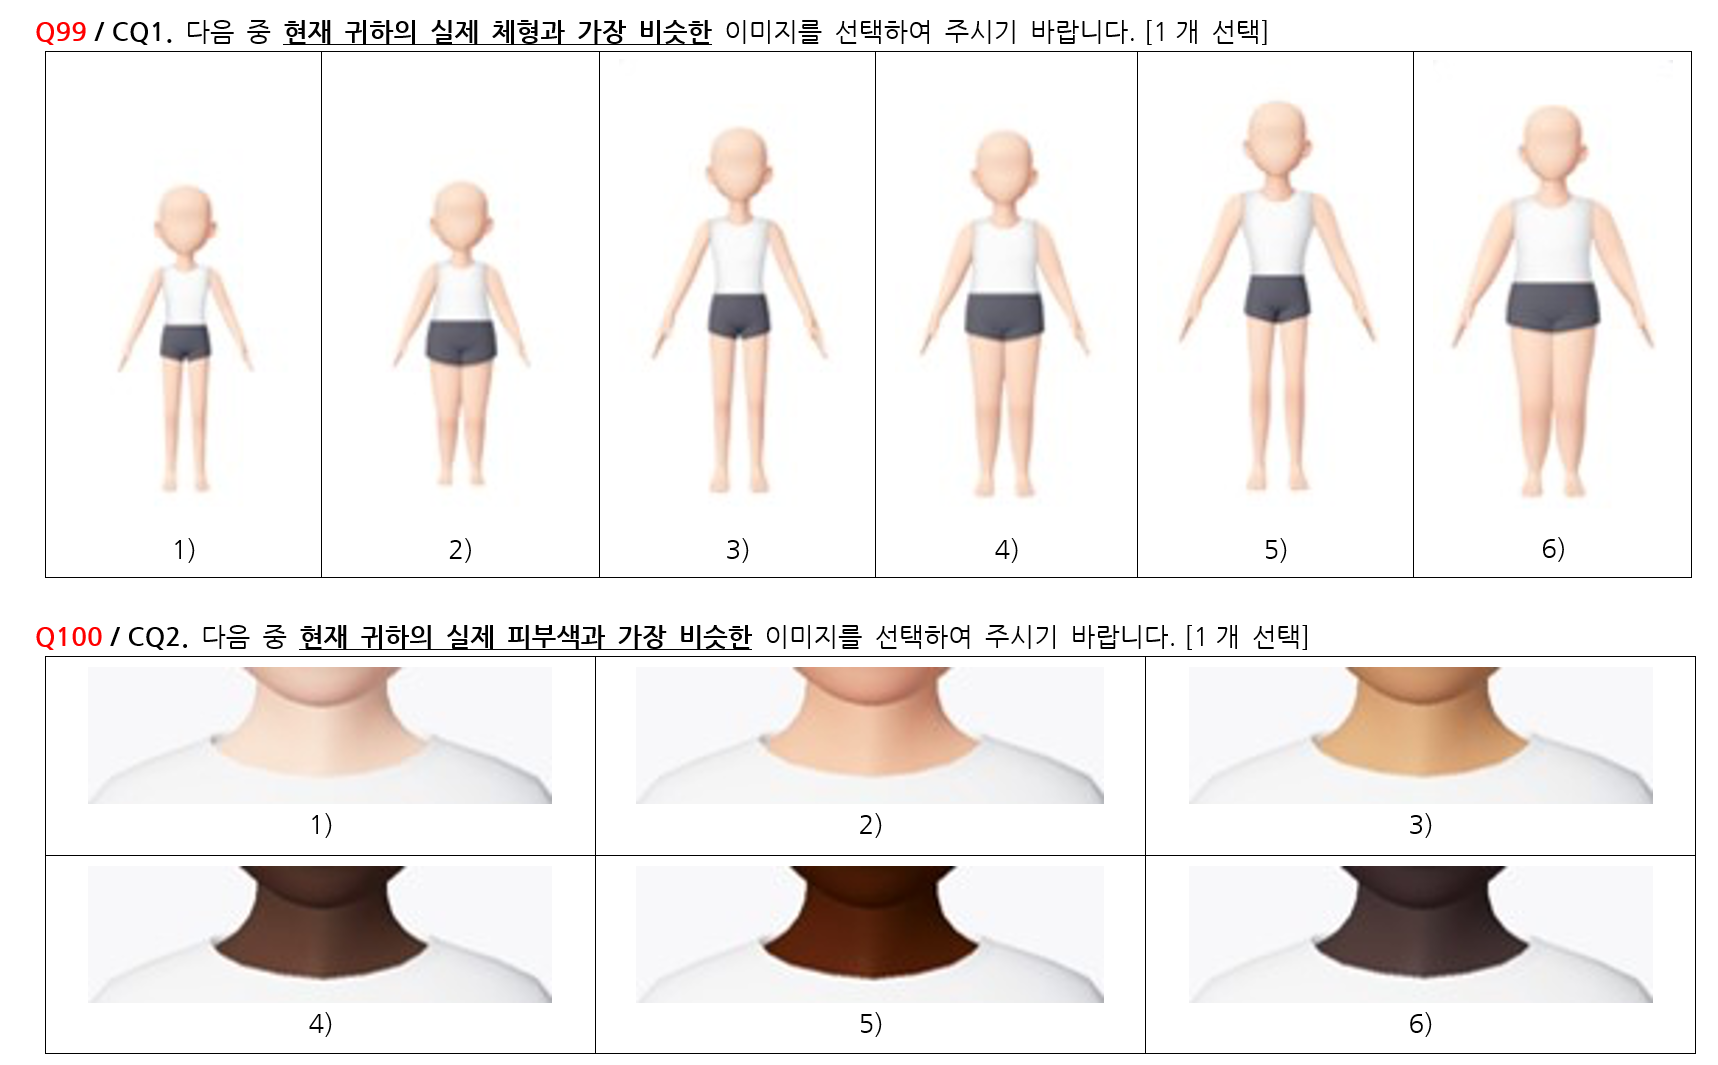 Q99 / CQ1. 다음 중 현재 귀하의 실제 체형과 가장 비슷한 이미지를 선택하여 주시기 바랍니다. [1개 선택]
1) 2) 3) 4) 5) 6)
Q100 / CQ2. 다음 중 현재 귀하의 실제 피부색과 가장 비슷한 이미지를 선택하여 주시기 바랍니다. [1개 선택]
1) 2) 3)
4) 5) 6)